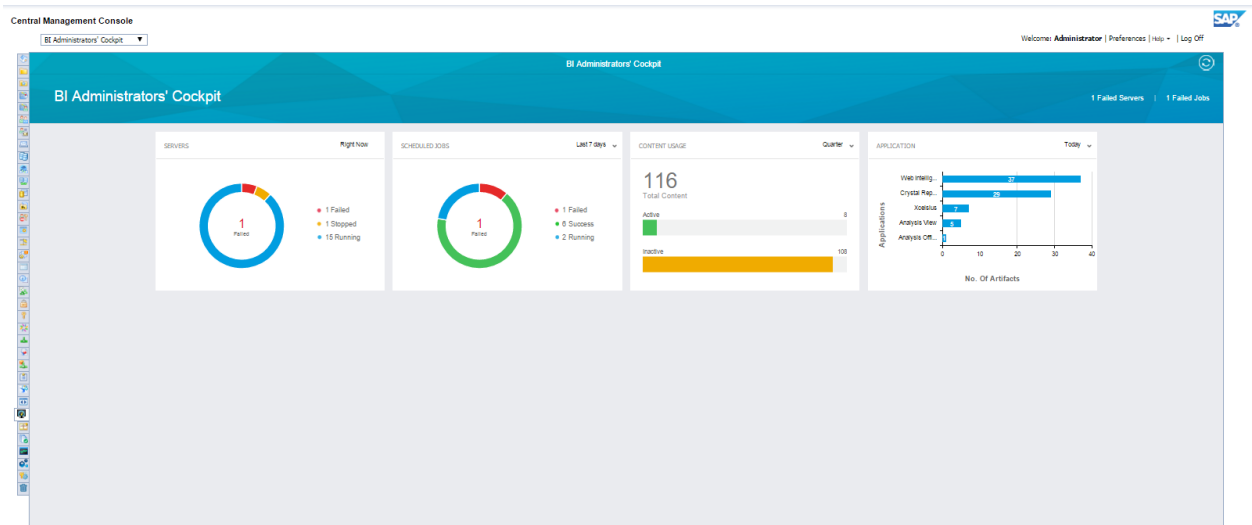 Central Management Console
SAP
BI Administrators' Cockpit
Welcome: Administrator | Preferences | Help | Log Off
BI Administrators' Cockpit
BI Administrators' Cockpit
1 Failed Servers | 1 Failed Jobs
SERVERS
Right Now
1
Failed
1 Failed
1 Stopped
15 Running
SCHEDULED JOBS
Last 7 days
1
Failed
1 Failed
6 Success
2 Running
CONTENT USAGE
Quarter
116
Total Content
Active 8
Inactive 108
APPLICATION
Today
Applications
Web Intellig... 37
Crystal Rep... 29
Xcelsius 7
Analysis View 5
Analysis Off... 1
0 10 20 30 40
No. Of Artifacts